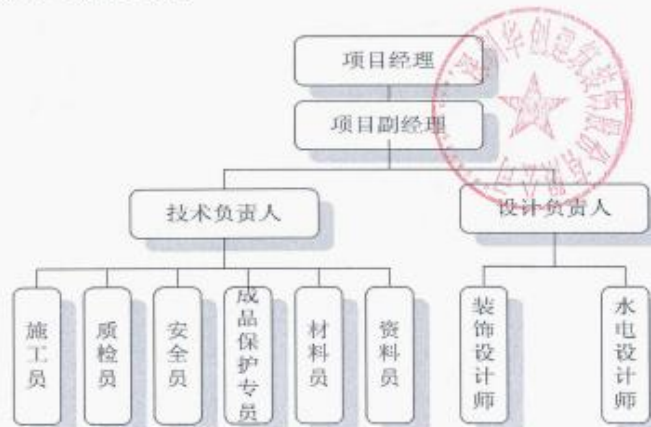 项目经理
项目副经理
技术负责人
设计负责人
施工员
质检员
安全员
成品保护专员
材料员
资料员
装饰设计师
水电设计师